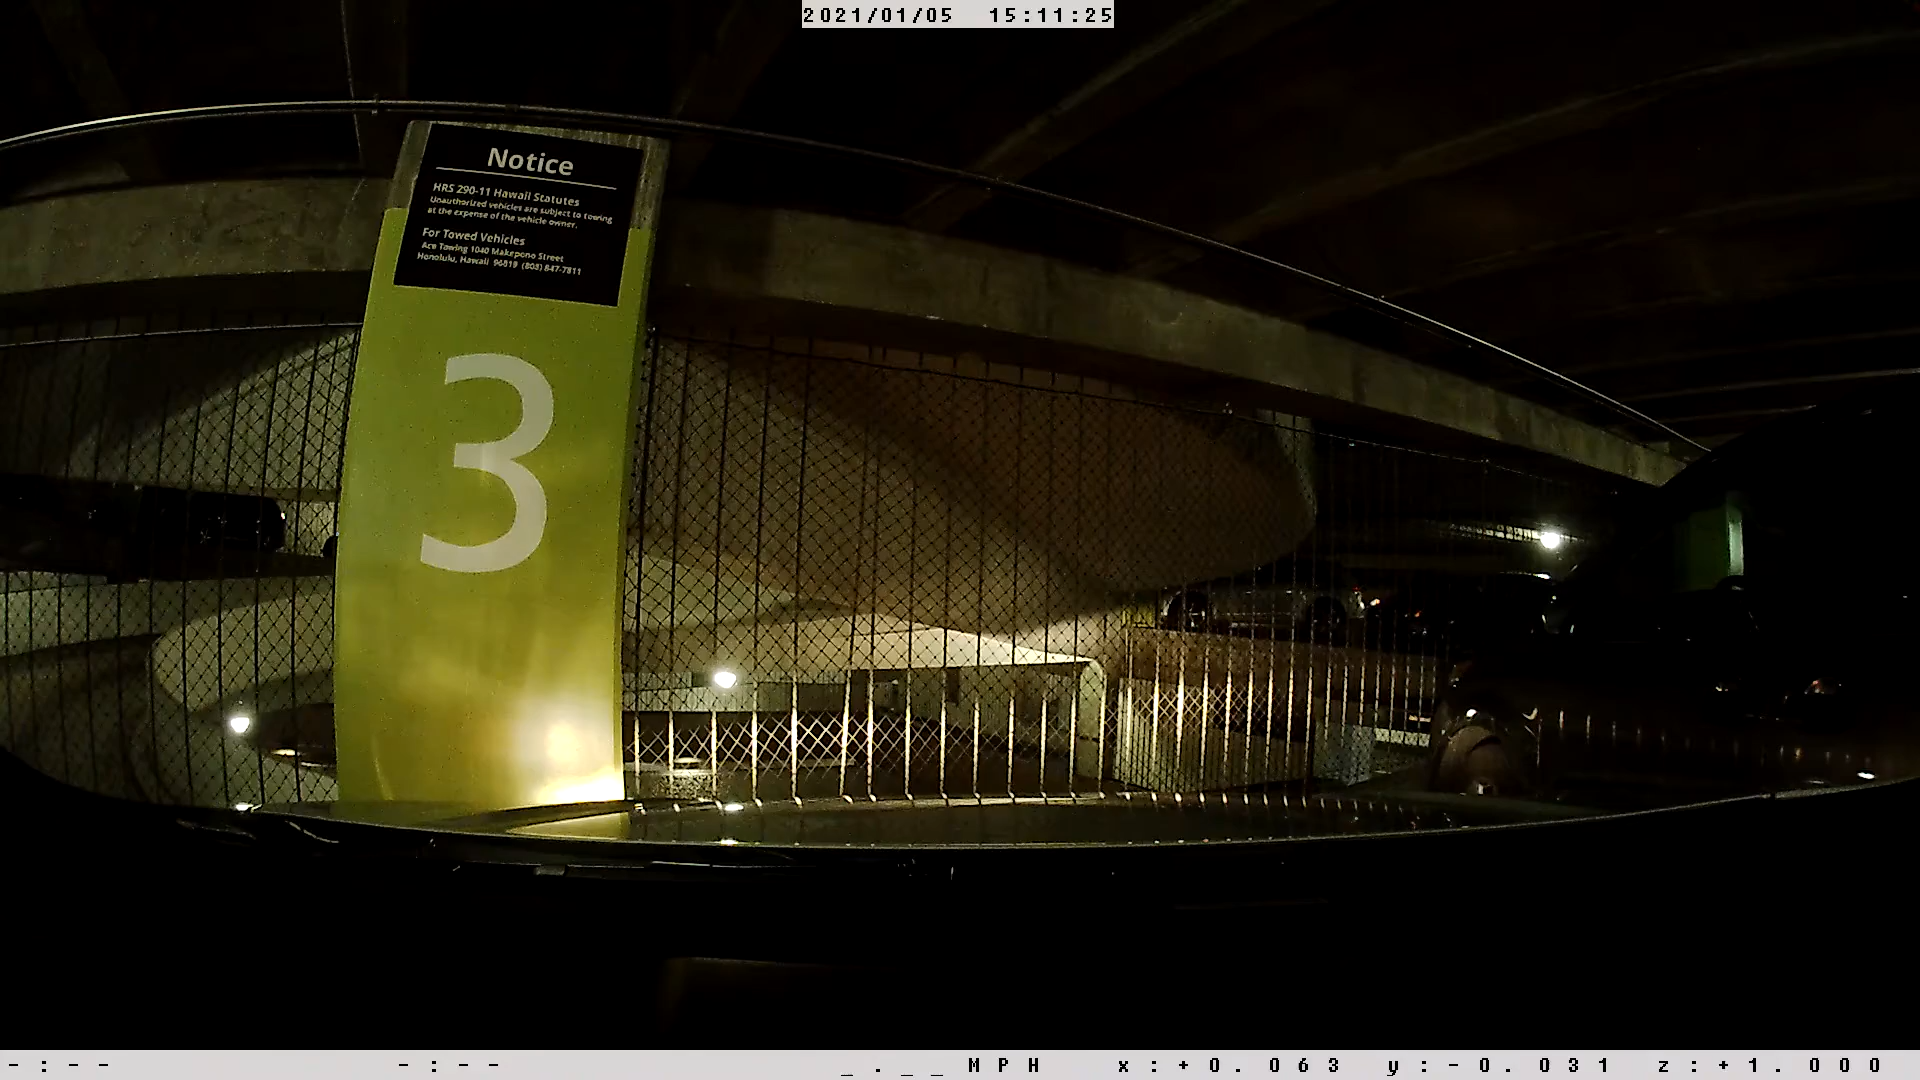 2021/01/05 15:11:25
Notice
HRS 290-11 Hawaii Statutes
Unauthorized vehicles are subject to towing
at the expense of the vehicle owner.
For Towed Vehicles
Ace Towing 1040 Makepono Street
Honolulu, Hawaii 96819 (808) 847-7811
3
-:-- -:-- _.__ MPH x:+0.063 y:-0.031 z:+1.000